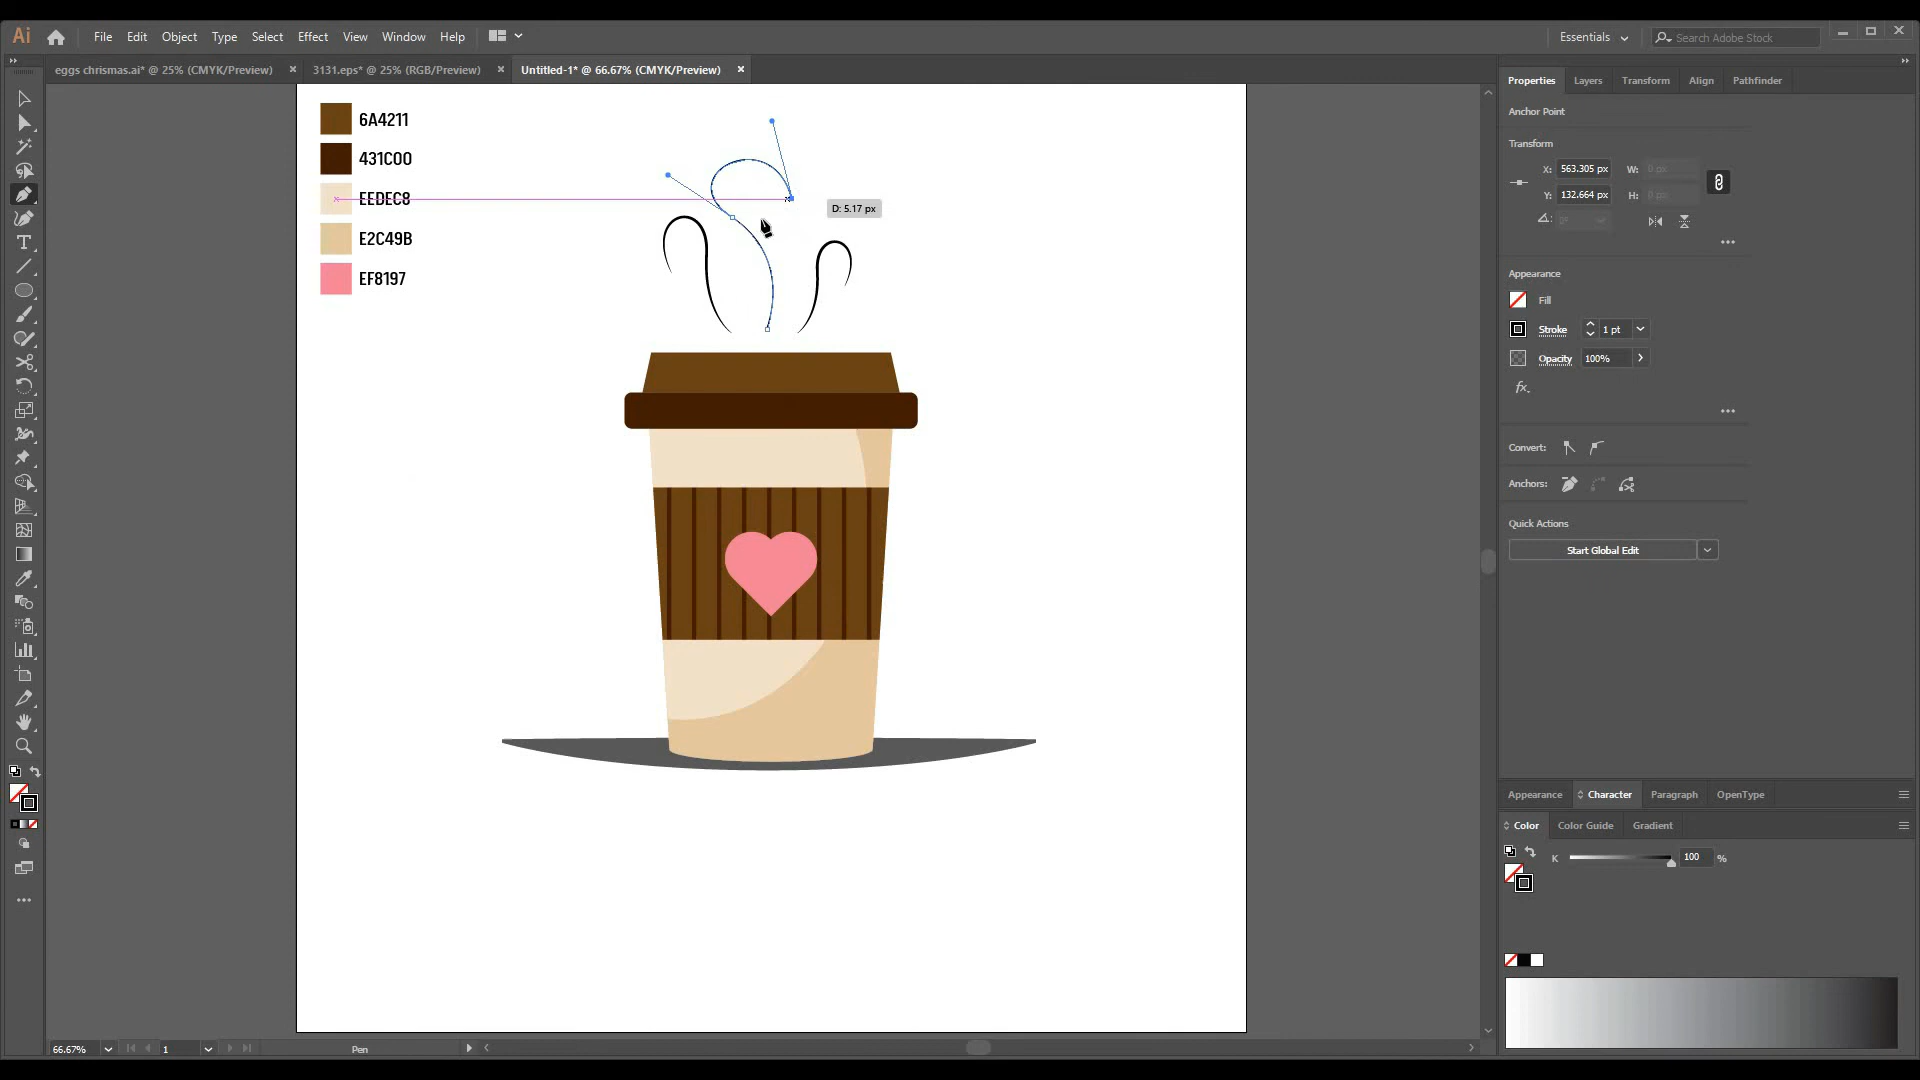 Ai File Edit Object Type Select Effect View Window Help Essentials Search Adobe Stock
eggs chrismas.ai* @ 25% (CMYK/Preview) × 3131.eps* @ 25% (RGB/Preview) × Untitled-1* @ 66.67% (CMYK/Preview) ×
Properties Layers Transform Align Pathfinder
6A4211
431C00
EEDEC8
E2C49B
EF8197
D: 5.17 px
Anchor Point
Transform
X: 563.305 px W: 0 px
Y: 132.664 px H: 0 px
Appearance
Fill
Stroke 1 pt
Opacity 100%
fx.
Convert:
Anchors:
Quick Actions
Start Global Edit
Appearance Character Paragraph OpenType
Color Color Guide Gradient
K 100 %
66.67% 1 Pen